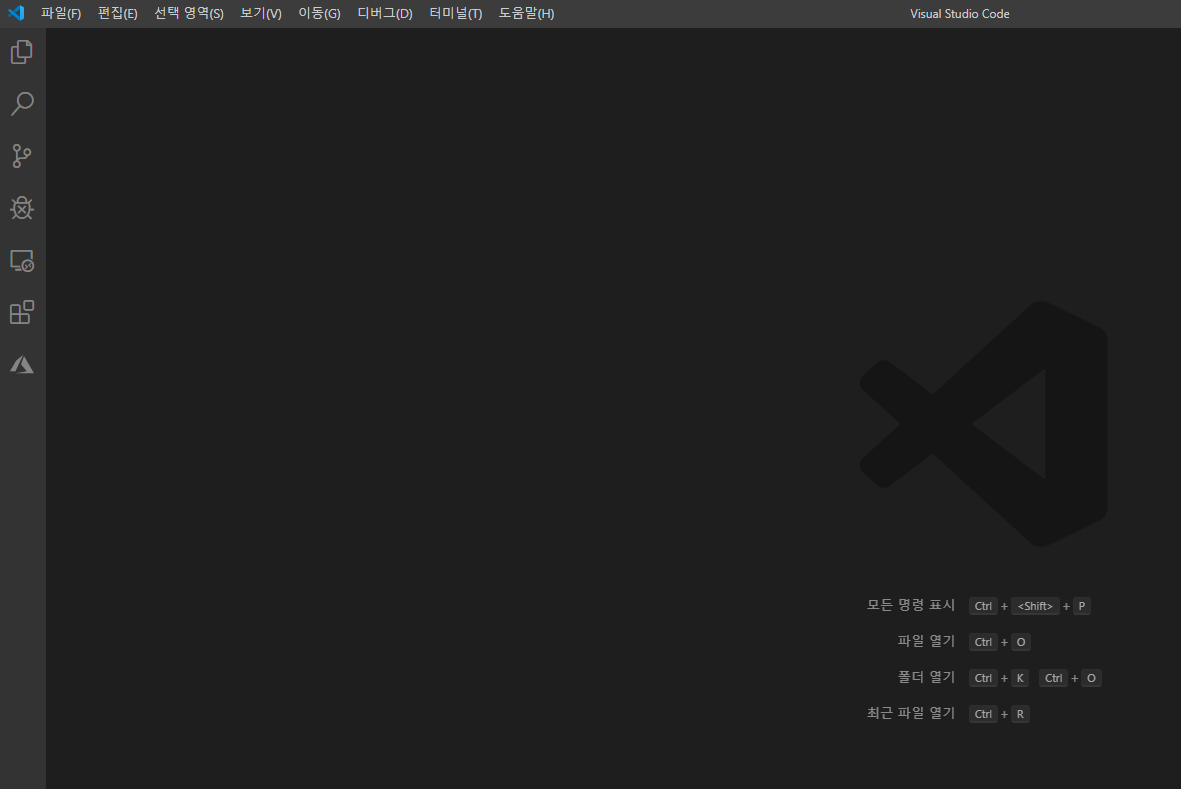 파일(F) 편집(E) 선택 영역(S) 보기(V) 이동(G) 디버그(D) 터미널(T) 도움말(H) Visual Studio Code
모든 명령 표시 Ctrl + <Shift> + P
파일 열기 Ctrl + O
폴더 열기 Ctrl + K Ctrl + O
최근 파일 열기 Ctrl + R